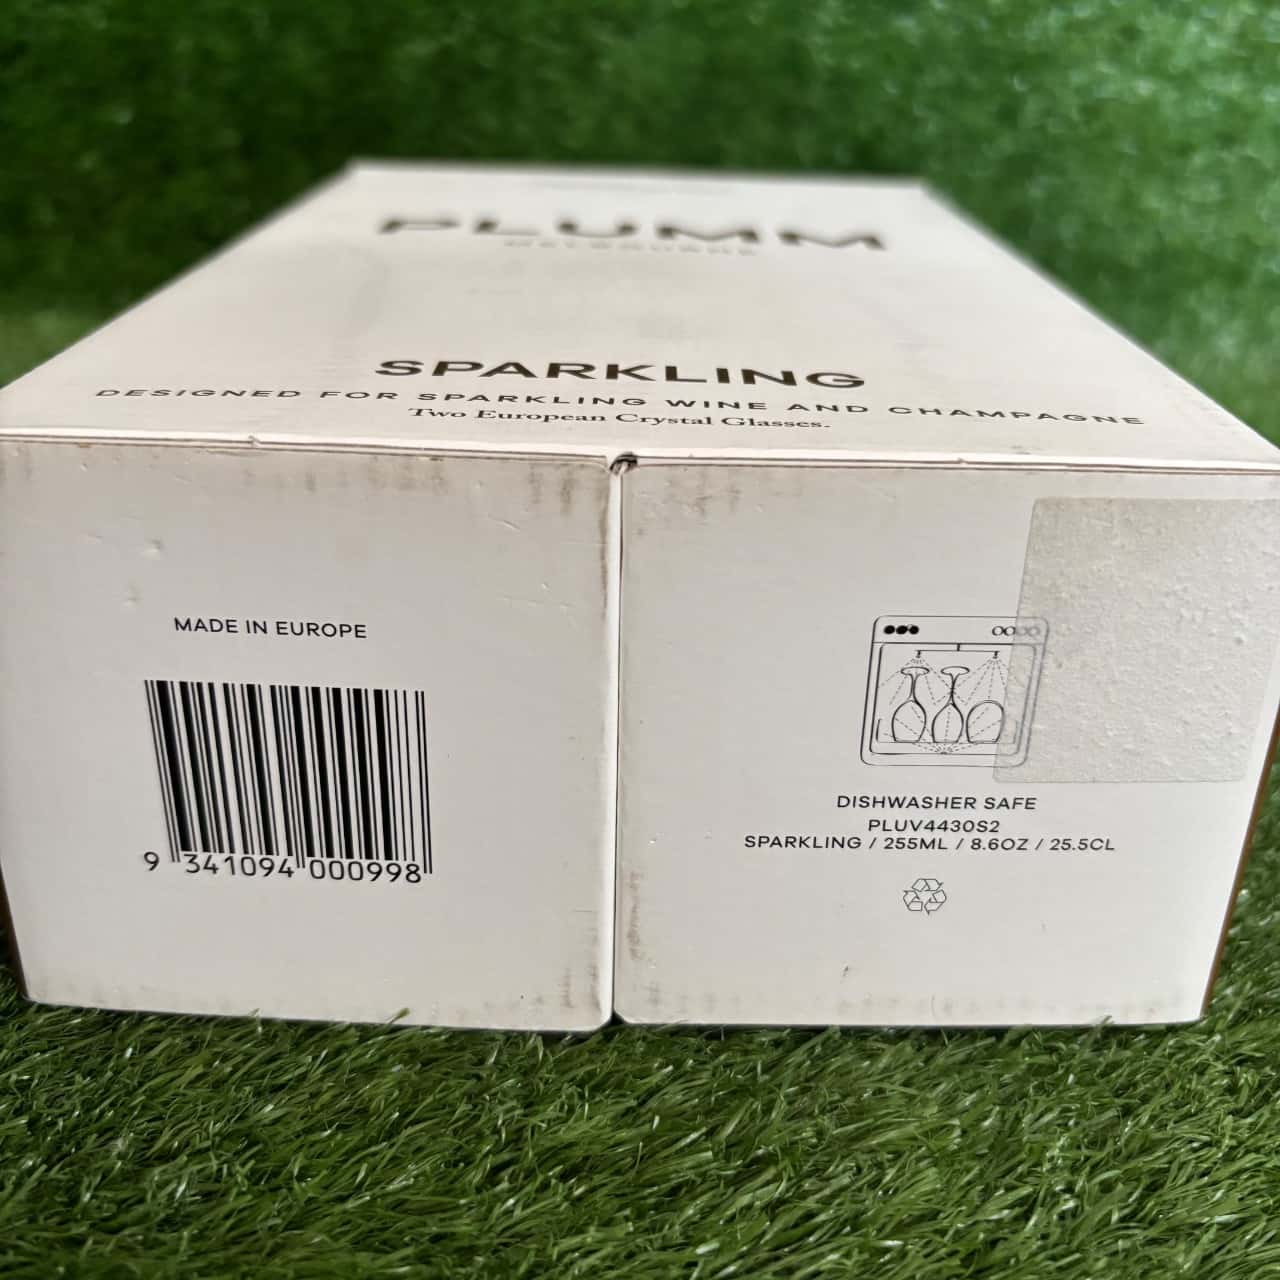 PLUMM
SPARKLING
DESIGNED FOR SPARKLING WINE AND CHAMPAGNE
Two European Crystal Glasses.
MADE IN EUROPE
9 341094 000998
DISHWASHER SAFE
PLUV4430S2
SPARKLING / 255ML / 8.6OZ / 25.5CL